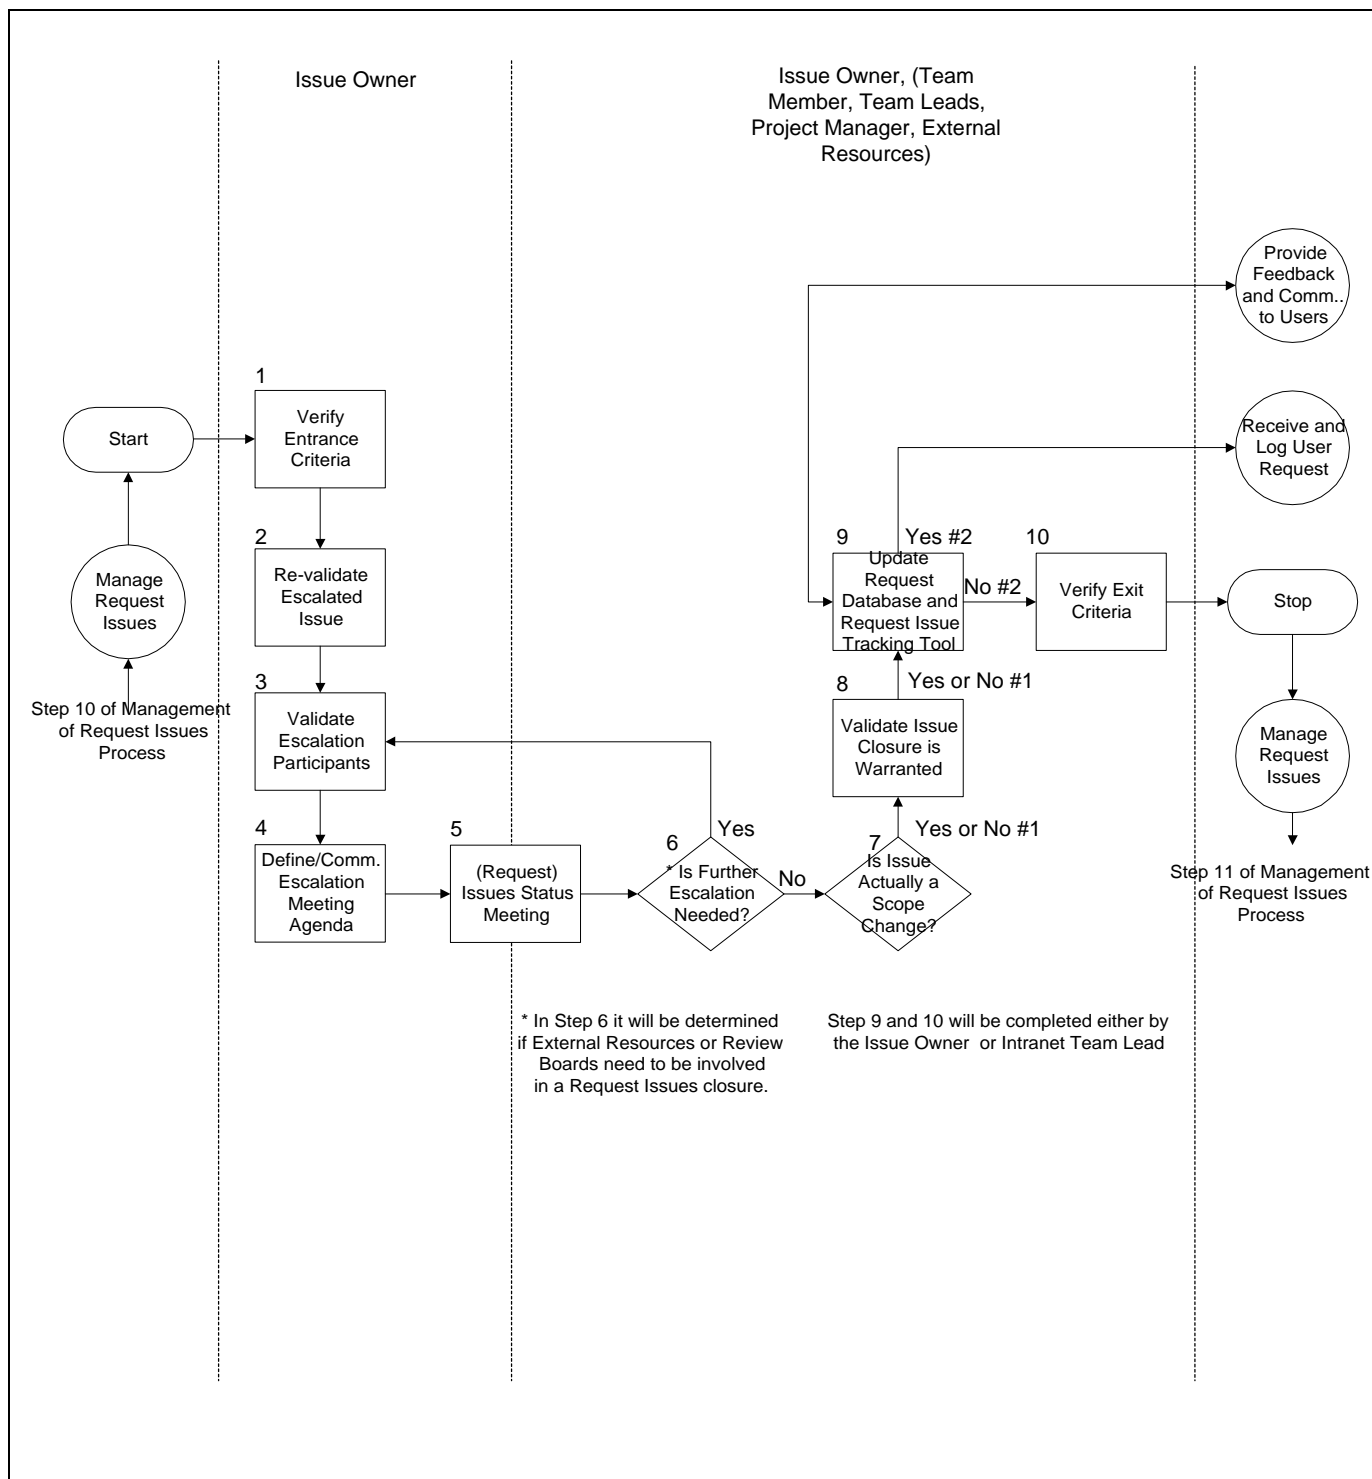 Issue Owner
Issue Owner, (Team
Member, Team Leads,
Project Manager, External
Resources)
Provide
Feedback
and Comm..
to Users
Receive and
Log User
Request
Start
Manage
Request
Issues
Step 10 of Management
of Request Issues
Process
1
Verify
Entrance
Criteria
2
Re-validate
Escalated
Issue
3
Validate
Escalation
Participants
4
Define/Comm.
Escalation
Meeting
Agenda
5
(Request)
Issues Status
Meeting
6
* Is Further
Escalation
Needed?
Yes
No
7
Is Issue
Actually a
Scope
Change?
Yes or No #1
8
Validate Issue
Closure is
Warranted
Yes or No #1
9
Update
Request
Database and
Request Issue
Tracking Tool
Yes #2
No #2
10
Verify Exit
Criteria
Stop
Manage
Request
Issues
Step 11 of Management
of Request Issues
Process
* In Step 6 it will be determined
if External Resources or Review
Boards need to be involved
in a Request Issues closure.
Step 9 and 10 will be completed either by
the Issue Owner or Intranet Team Lead